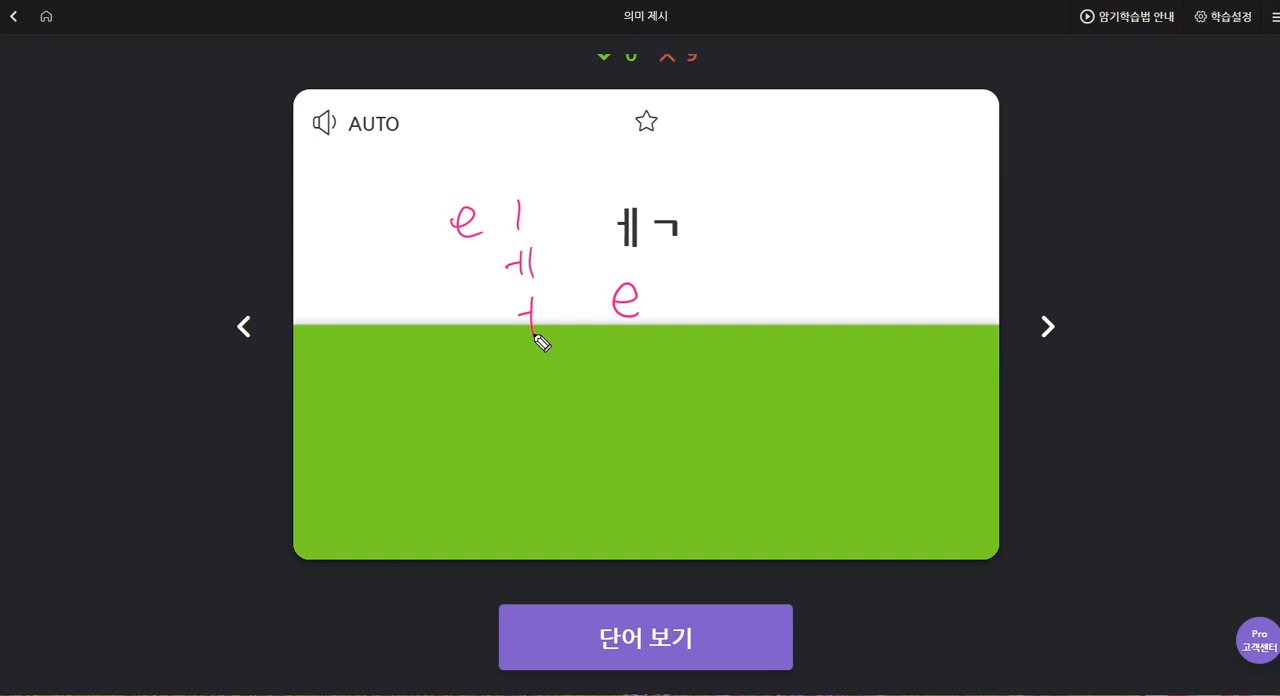 의미 제시
암기학습법 안내
학습설정
AUTO
ㅔㄱ
e ㅣ
ㅔ
ㅓ
e
단어 보기
Pro
고객센터